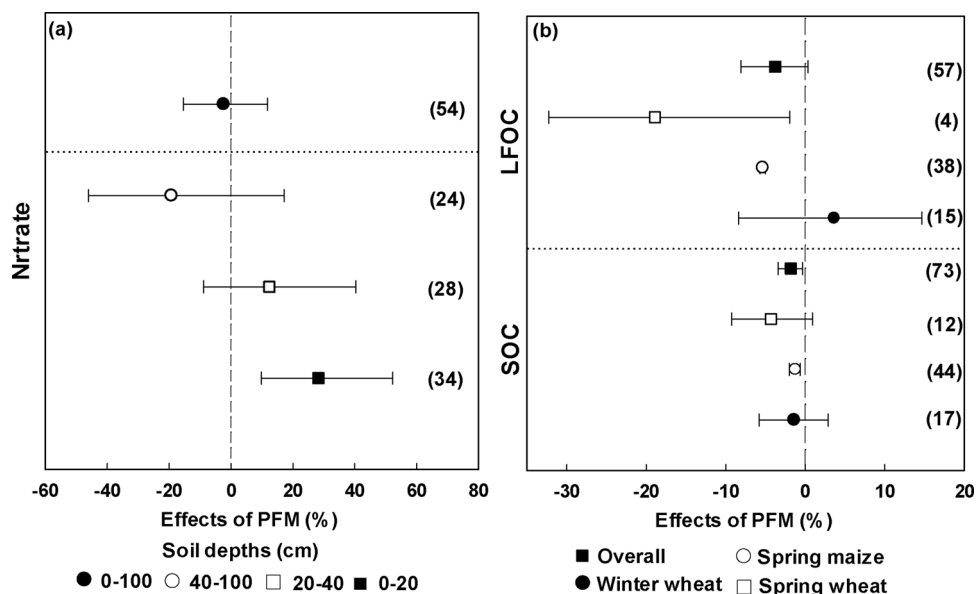 (a)
(54)
(24)
(28)
(34)
Nrtrate
-60 -40 -20 0 20 40 60 80
Effects of PFM (%)
Soil depths (cm)
0-100 40-100 20-40 0-20
(b)
(57)
(4)
(38)
(15)
(73)
(12)
(44)
(17)
LFOC
SOC
-30 -20 -10 0 10 20
Effects of PFM (%)
Overall Spring maize
Winter wheat Spring wheat